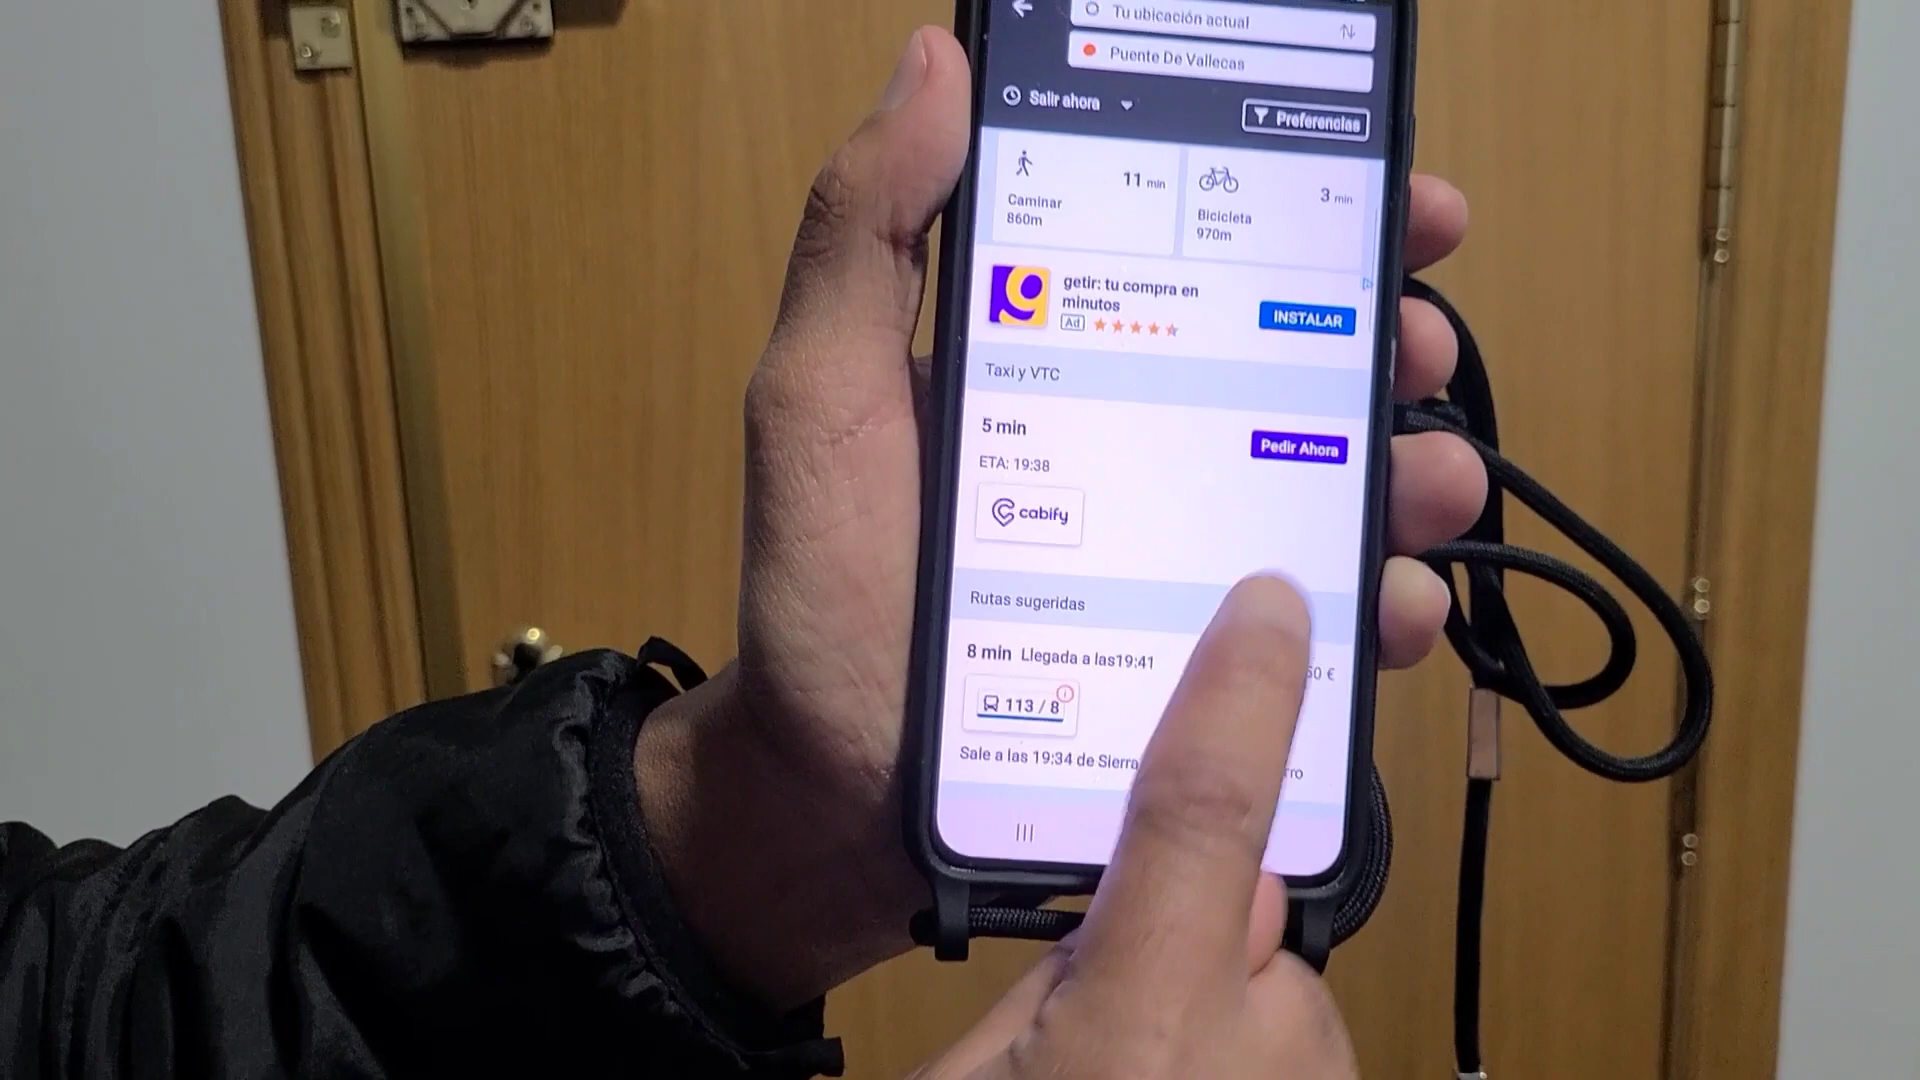 Tu ubicación actual
Puente De Vallecas
Salir ahora
Preferencias
11 min
Caminar
860m
3 min
Bicicleta
970m
getir: tu compra en
minutos
Ad
INSTALAR
Taxi y VTC
5 min
Pedir Ahora
ETA: 19:38
cabify
Rutas sugeridas
8 min Llegada a las19:41
€
113 / 8
Sale a las 19:34 de Sierra